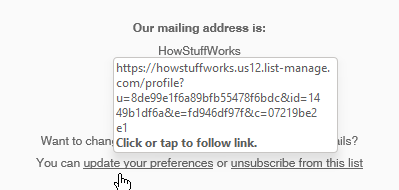 Our mailing address is:
HowStuffWorks
https://howstuffworks.us12.list-manage.
com/profile?
u=8de99e1f6a89bfb55478f6bdc&id=14
49b1df6a&e=fd946df97f&c=07219be2
e1
Click or tap to follow link.
Want to chang ails?
You can update your preferences or unsubscribe from this list